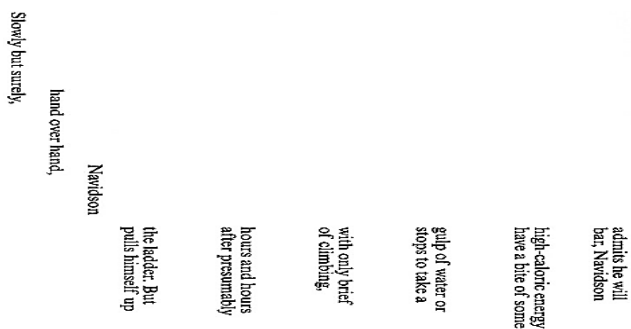 Slowly but surely,
hand over hand,
Navidson
pulls himself up
the ladder. But
after presumably
hours and hours
of climbing,
with only brief
stops to take a
gulp of water or
have a bite of some
high-caloric energy
bar, Navidson
admits he will